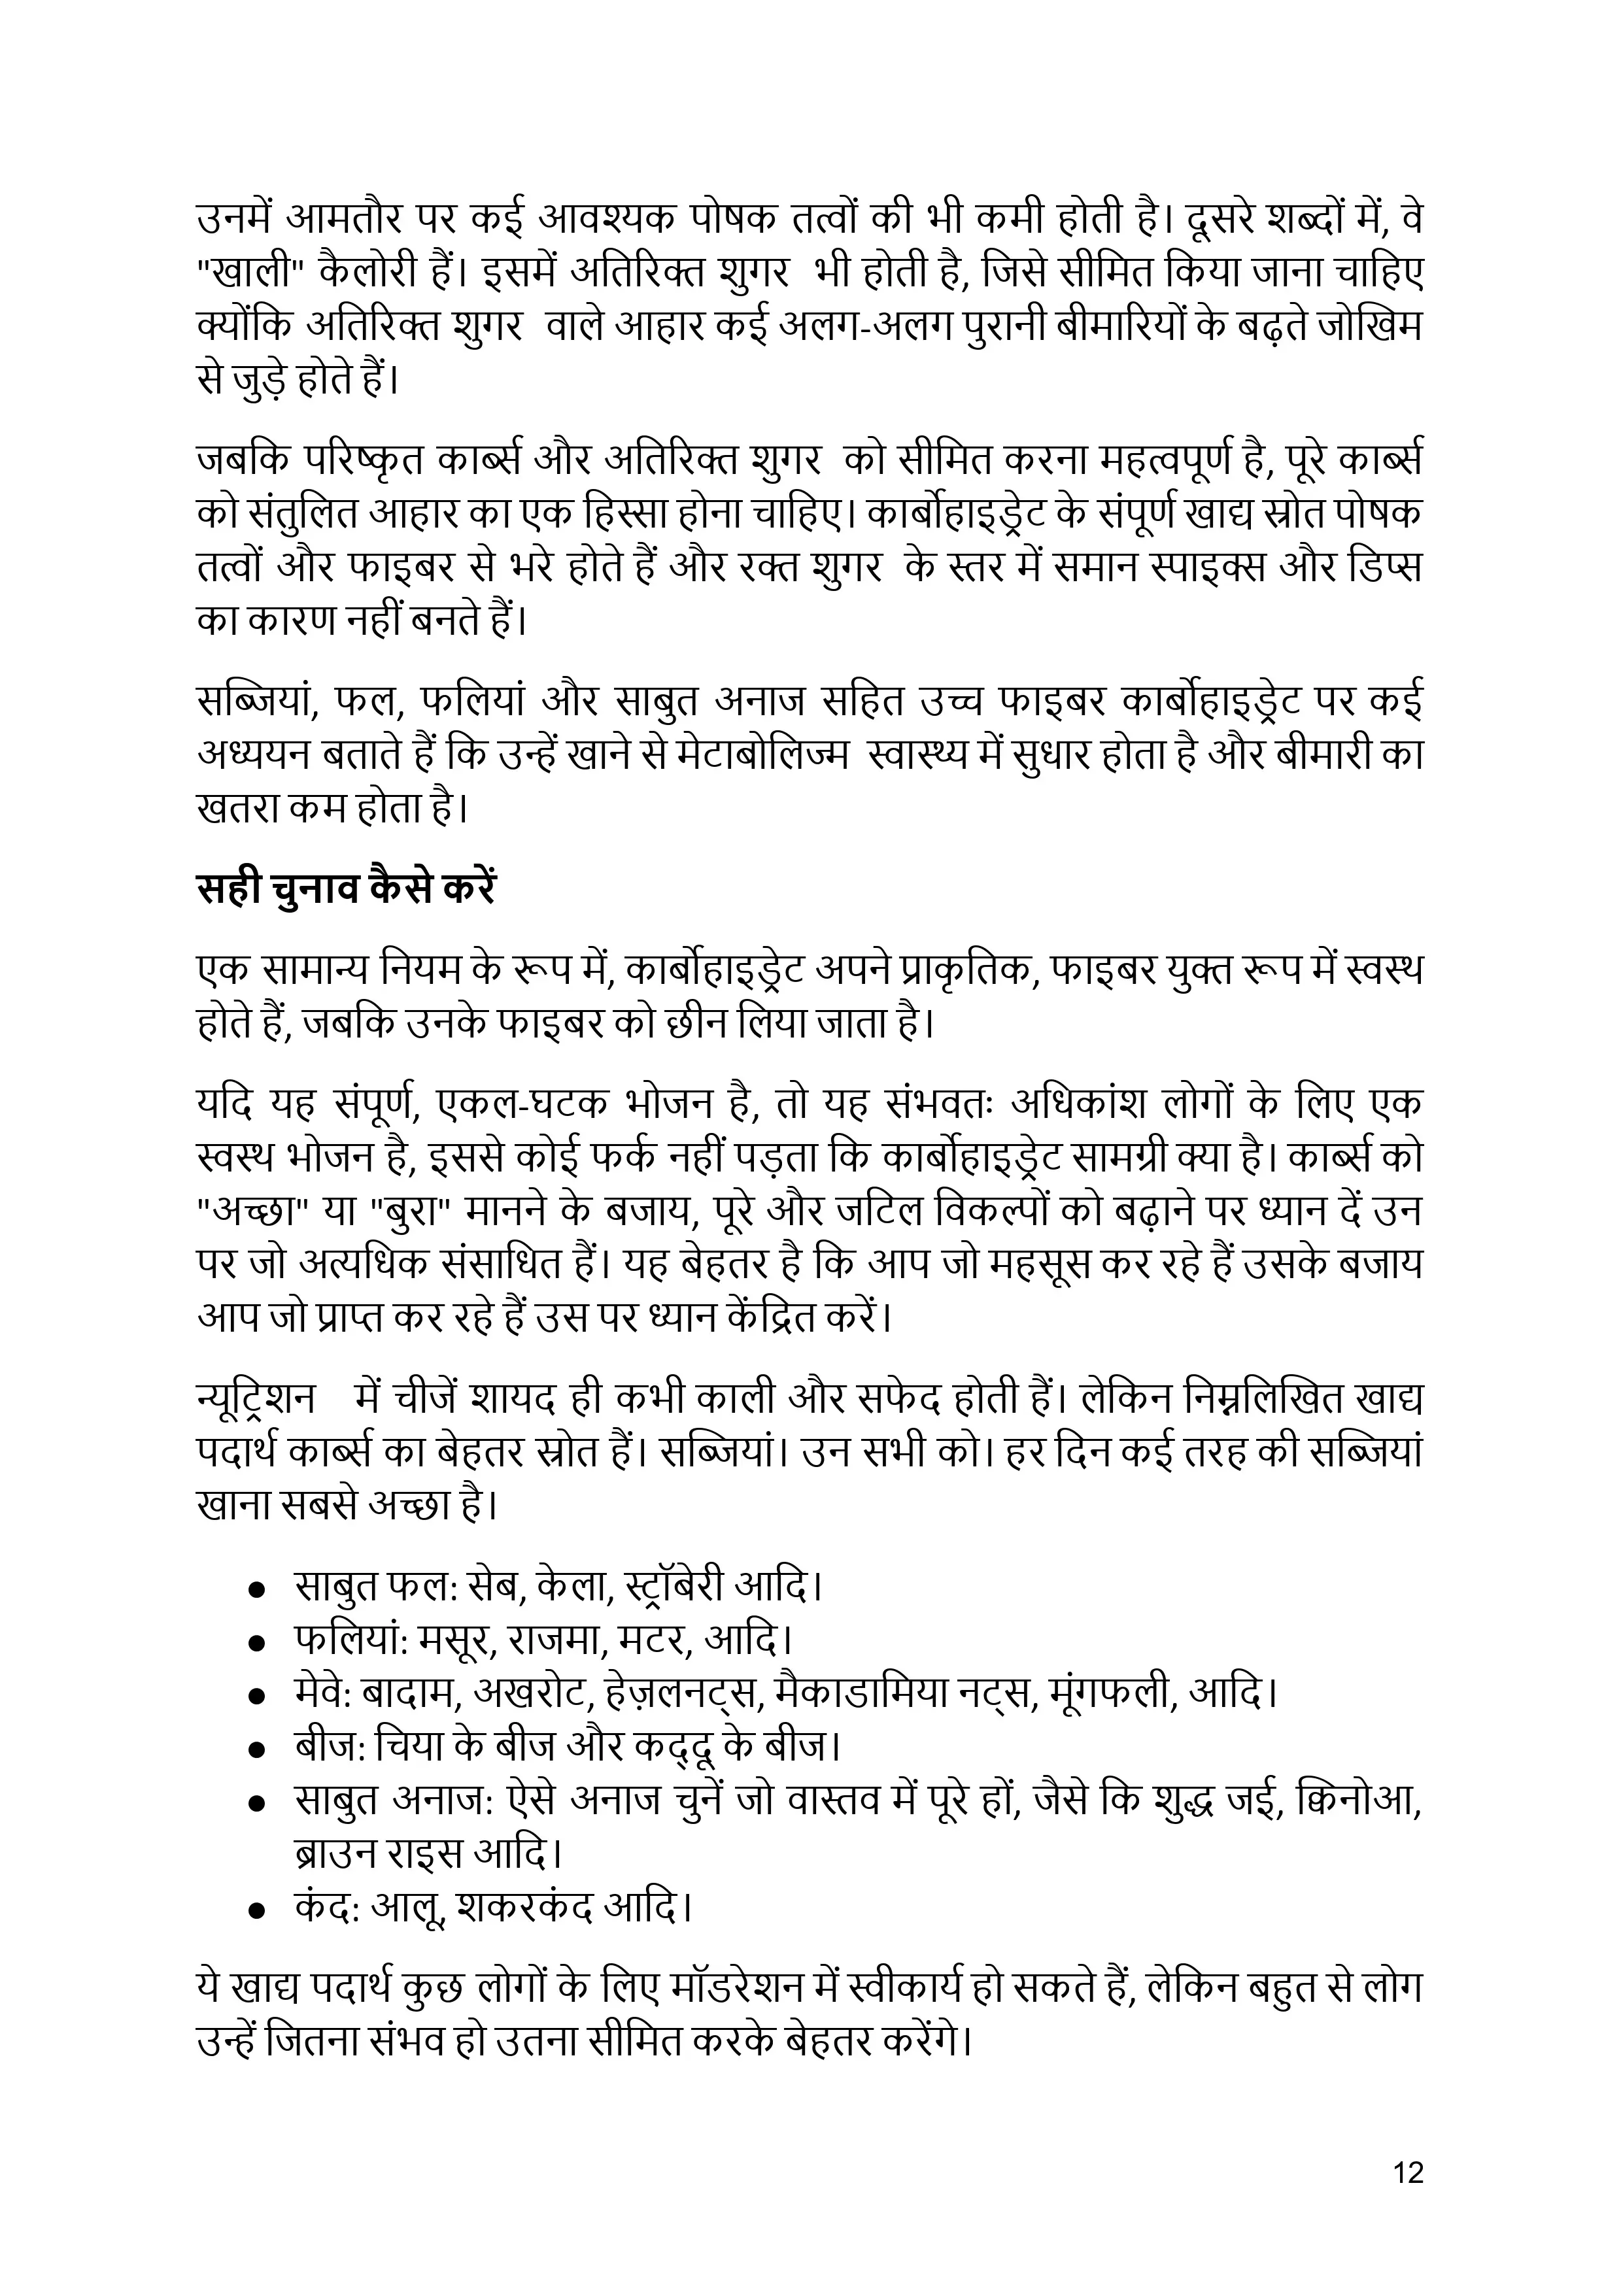 उनमें आमतौर पर कई आवश्यक पोषक तत्वों की भी कमी होती है। दूसरे शब्दों में, वे
"खाली" कैलोरी हैं। इसमें अतिरिक्त शुगर भी होती है, जिसे सीमित किया जाना चाहिए
क्योंकि अतिरिक्त शुगर वाले आहार कई अलग-अलग पुरानी बीमारियों के बढ़ते जोखिम
से जुड़े होते हैं।
जबकि परिष्कृत कार्ब्स और अतिरिक्त शुगर को सीमित करना महत्वपूर्ण है, पूरे कार्ब्स
को संतुलित आहार का एक हिस्सा होना चाहिए। कार्बोहाइड्रेट के संपूर्ण खाद्य स्रोत पोषक
तत्वों और फाइबर से भरे होते हैं और रक्त शुगर के स्तर में समान स्पाइक्स और डिप्स
का कारण नहीं बनते हैं।
सब्जियां, फल, फलियां और साबुत अनाज सहित उच्च फाइबर कार्बोहाइड्रेट पर कई
अध्ययन बताते हैं कि उन्हें खाने से मेटाबोलिज्म स्वास्थ्य में सुधार होता है और बीमारी का
खतरा कम होता है।
सही चुनाव कैसे करें
एक सामान्य नियम के रूप में, कार्बोहाइड्रेट अपने प्राकृतिक, फाइबर युक्त रूप में स्वस्थ
होते हैं, जबकि उनके फाइबर को छीन लिया जाता है।
यदि यह संपूर्ण, एकल-घटक भोजन है, तो यह संभवतः अधिकांश लोगों के लिए एक
स्वस्थ भोजन है, इससे कोई फर्क नहीं पड़ता कि कार्बोहाइड्रेट सामग्री क्या है। कार्ब्स को
"अच्छा" या "बुरा" मानने के बजाय, पूरे और जटिल विकल्पों को बढ़ाने पर ध्यान दें उन
पर जो अत्यधिक संसाधित हैं। यह बेहतर है कि आप जो महसूस कर रहे हैं उसके बजाय
आप जो प्राप्त कर रहे हैं उस पर ध्यान केंद्रित करें।
न्यूट्रिशन में चीजें शायद ही कभी काली और सफेद होती हैं। लेकिन निम्नलिखित खाद्य
पदार्थ कार्ब्स का बेहतर स्रोत हैं। सब्जियां। उन सभी को। हर दिन कई तरह की सब्जियां
खाना सबसे अच्छा है।
● साबुत फल: सेब, केला, स्ट्रॉबेरी आदि।
● फलियां: मसूर, राजमा, मटर, आदि।
● मेवे: बादाम, अखरोट, हेज़लनट्स, मैकाडामिया नट्स, मूंगफली, आदि।
● बीज: चिया के बीज और कद्दू के बीज।
● साबुत अनाज: ऐसे अनाज चुनें जो वास्तव में पूरे हों, जैसे कि शुद्ध जई, क्विनोआ,
ब्राउन राइस आदि।
● कंद: आलू, शकरकंद आदि।
ये खाद्य पदार्थ कुछ लोगों के लिए मॉडरेशन में स्वीकार्य हो सकते हैं, लेकिन बहुत से लोग
उन्हें जितना संभव हो उतना सीमित करके बेहतर करेंगे।
12